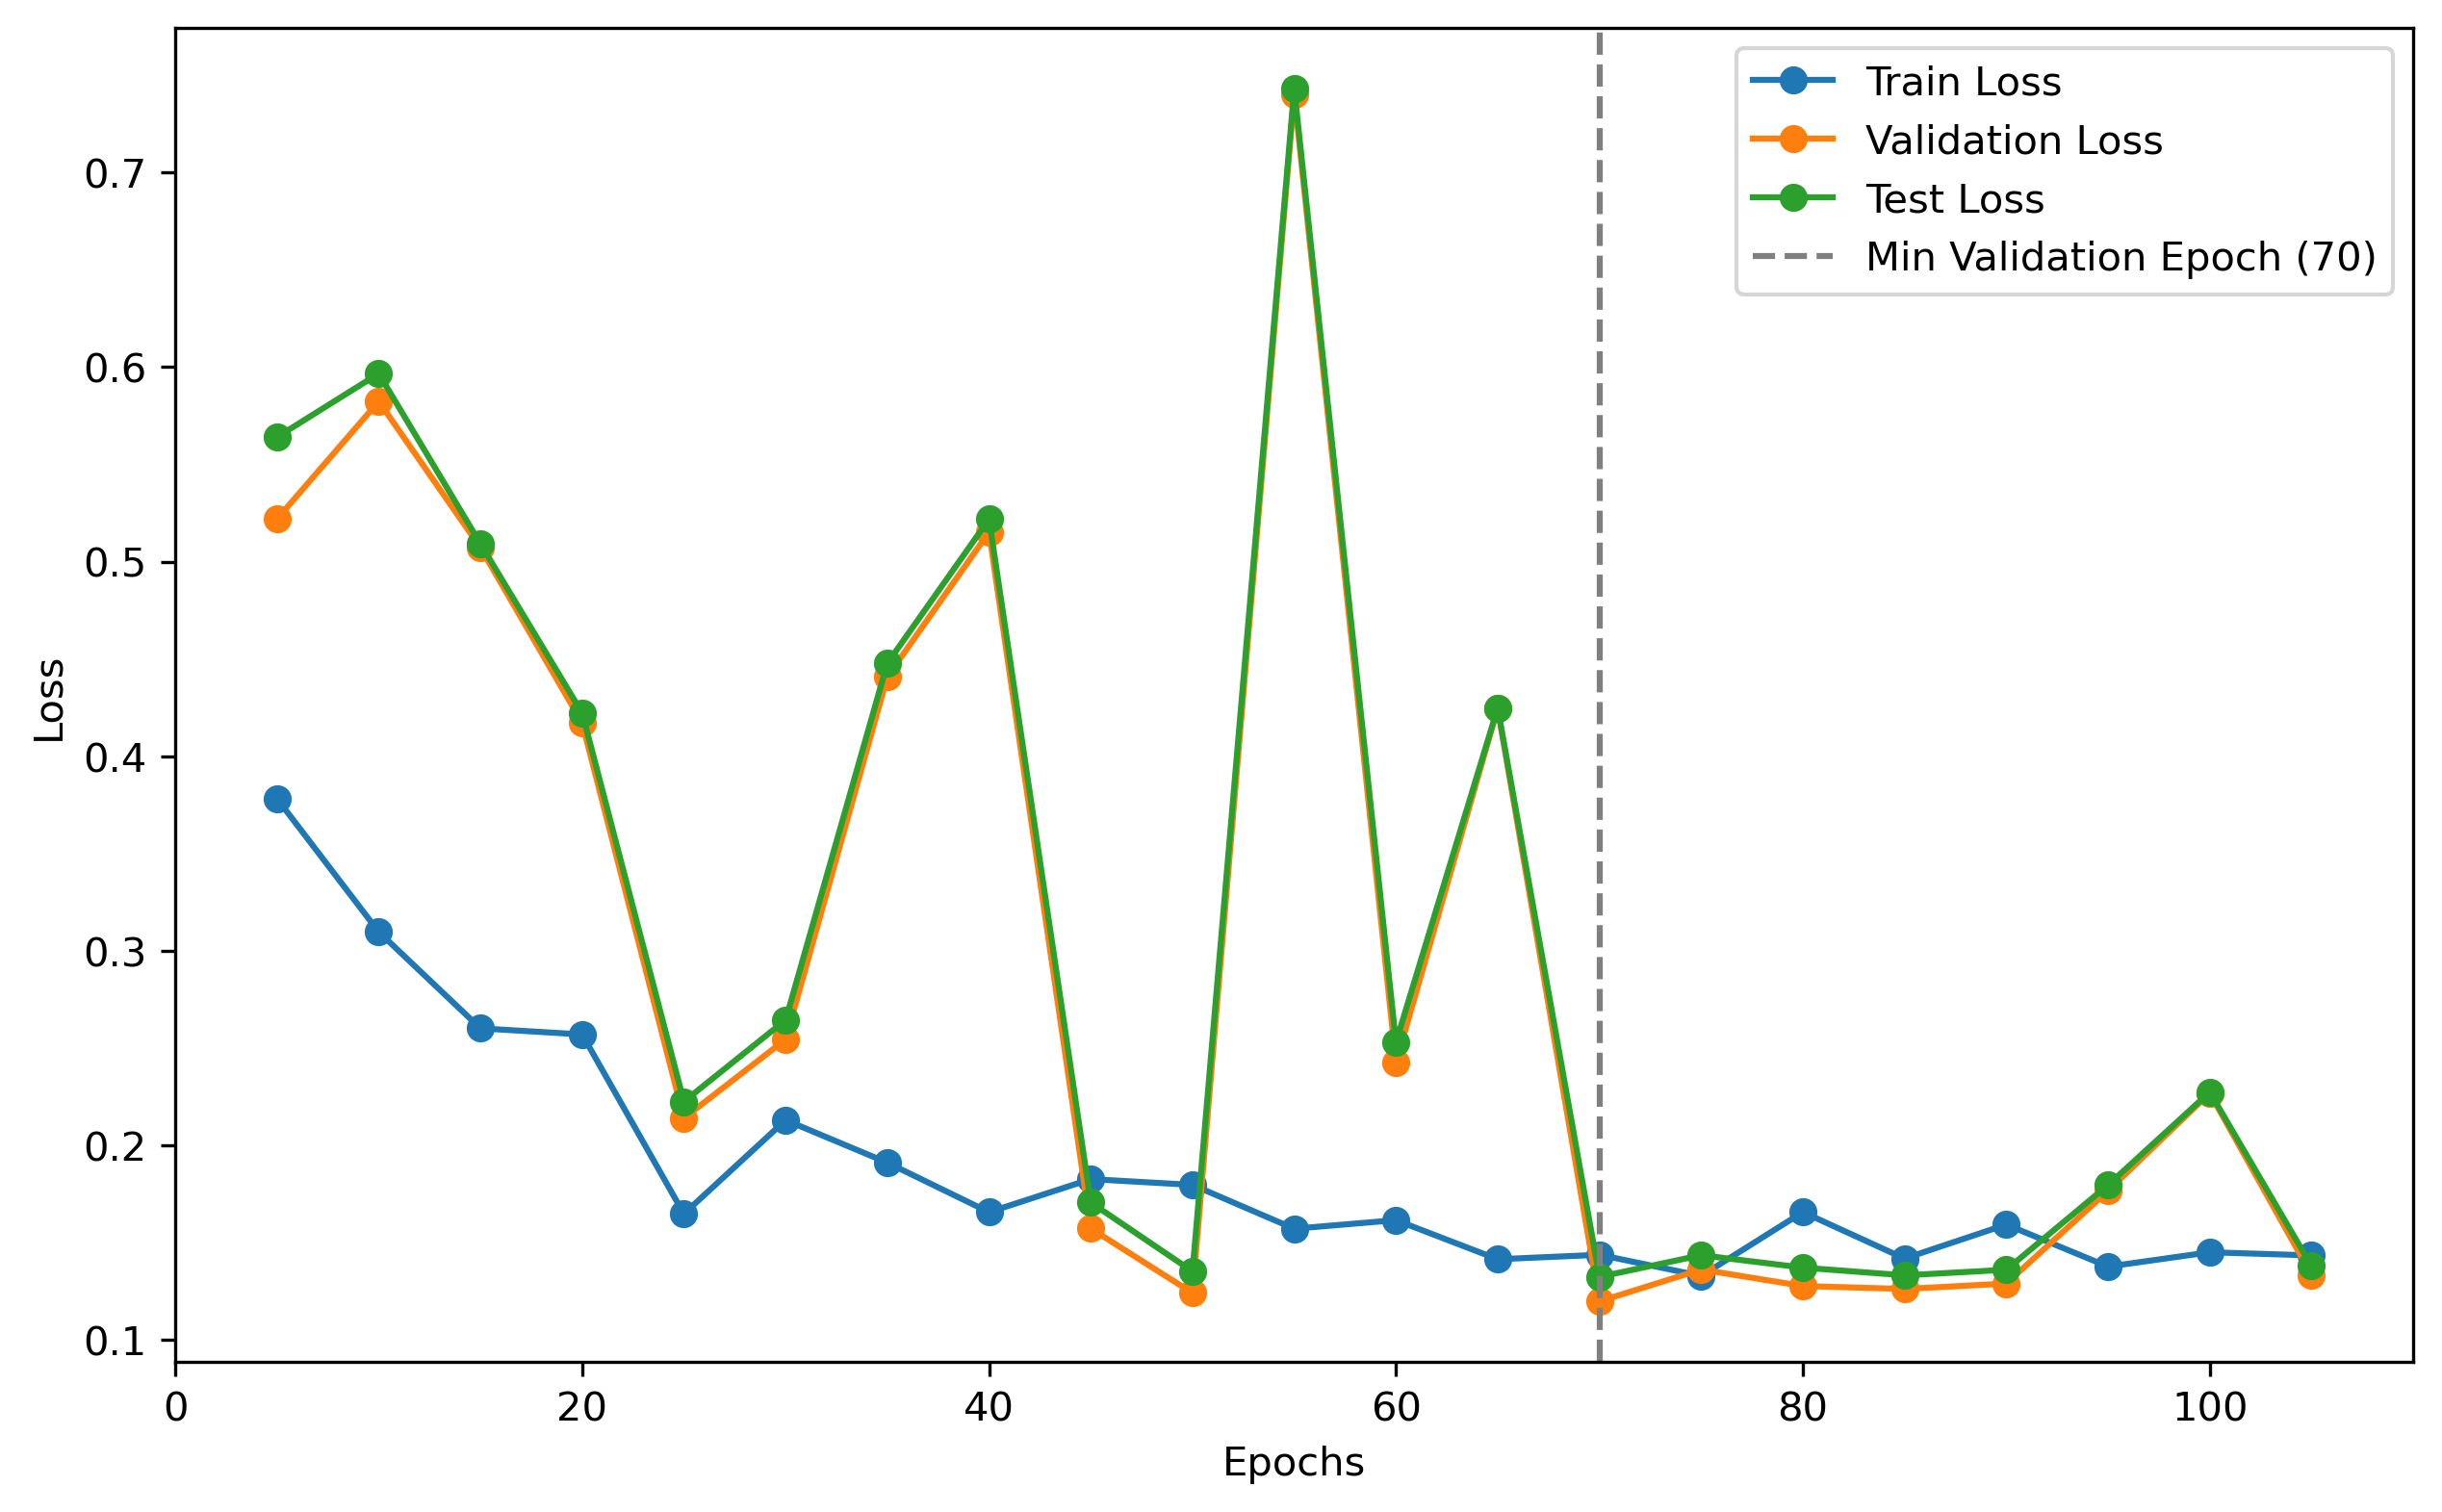 Train Loss
Validation Loss
Test Loss
Min Validation Epoch (70)
0.7
0.6
0.5
0.4
0.3
0.2
0.1
Loss
0 20 40 60 80 100
Epochs